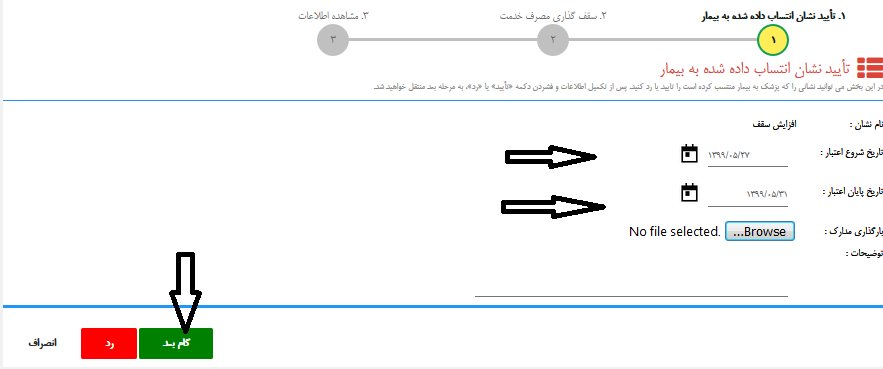 ۱. تأیید نشان انتساب داده شده به بیمار
۲. سقف گذاری مصرف خدمت
۳. مشاهده اطلاعات
۱
۲
۳
تأیید نشان انتساب داده شده به بیمار
در این بخش می توانید نشانی را که پزشک به بیمار منتسب کرده است را تایید یا رد کنید. پس از تکمیل اطلاعات و فشردن دکمه «تأیید» یا «رد»، به مرحله بعد منتقل خواهید شد.
نام نشان : افزایش سقف
تاریخ شروع اعتبار : ۱۳۹۹/۰۵/۲۷
تاریخ پایان اعتبار : ۱۳۹۹/۰۵/۳۱
بارگذاری مدارک : Browse... No file selected.
توضیحات :
گام بعد
رد
انصراف